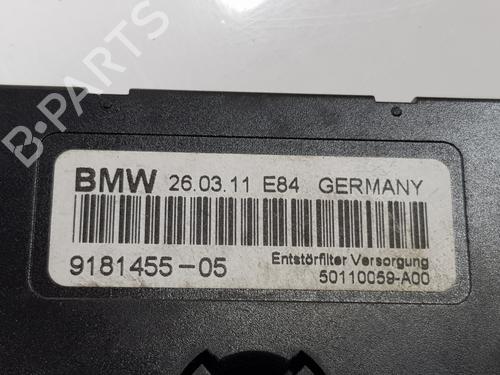 B-PARTS
BMW 26.03.11 E84 GERMANY
9181455-05
Entstörfilter Versorgung
50110059-A00